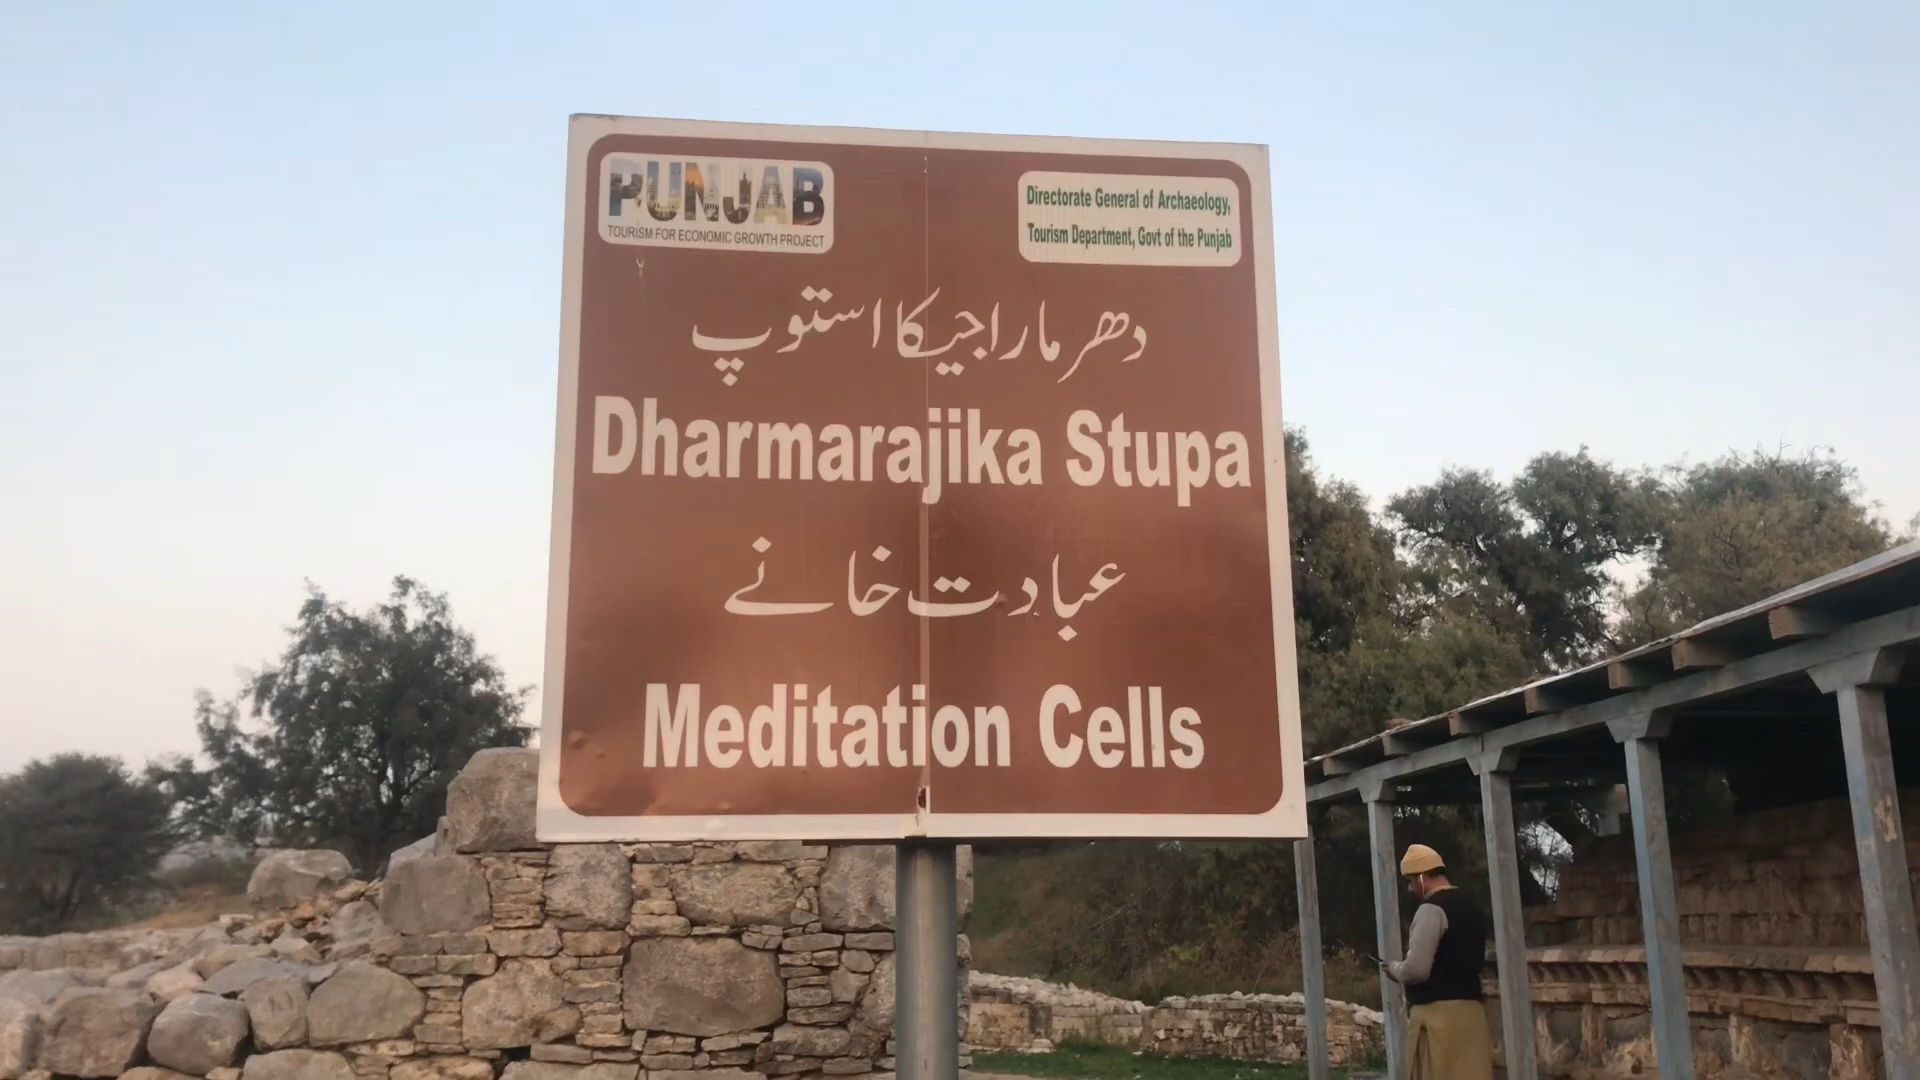 PUNJAB
TOURISM FOR ECONOMIC GROWTH PROJECT
Directorate General of Archaeology,
Tourism Department, Govt of the Punjab
دھرماراجیکا استوپ
Dharmarajika Stupa
عبادت خانے
Meditation Cells